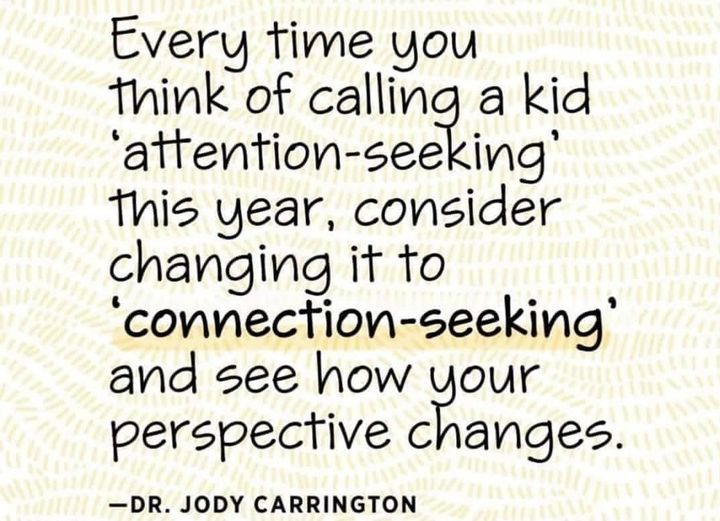 Every time you
think of calling a kid
‘attention-seeking’
this year, consider
changing it to
‘connection-seeking’
and see how your
perspective changes.
—DR. JODY CARRINGTON